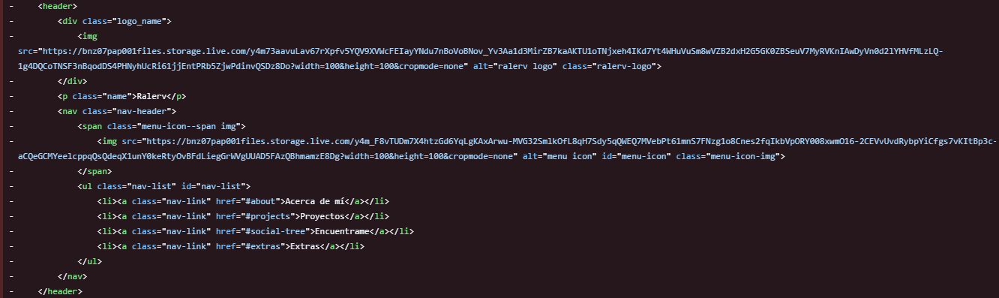 -     <header>
-         <div class="logo_name">
-             <img
src="https://bnz07pap001files.storage.live.com/y4m73aavuLav67rXpfv5YQV9XVWcFEIayYNdu7nBoVoBNov_Yv3Aa1d3MirZB7kaAKTU1oTNjxeh4IKd7Yt4WHuVuSm8wVZB2dxH2G5GK0ZBSeuV7MyRVKnIAwDyVn0d2lYHVfMLzLQ-
1g4DQCoTNSF3nBqodDS4PHNyhUcRi61jjEntPRb5ZjwPdinvQSDz8Do?width=100&height=100&cropmode=none" alt="ralerv logo" class="ralerv-logo">
-         </div>
-         <p class="name">Ralerv</p>
-         <nav class="nav-header">
-             <span class="menu-icon--span img">
-                 <img src="https://bnz07pap001files.storage.live.com/y4m_F8vTUDm7X4htzGd6YqLgKAxArwu-MVG32SmlkOfL8qH7Sdy5qQWEQ7MVebPt61mnS7FNzg1o8Cnes2fqIkbVpORY008xwmO16-2CEVvUvdRybpYiCfgs7vKItBp3c-
aCQeGCMYeelcppqQsQdeqX1unY0keRtyOvBFdLiegGrWVgUUAD5FAzQBhmamzE8Dg?width=100&height=100&cropmode=none" alt="menu icon" id="menu-icon" class="menu-icon-img">
-             </span>
-             <ul class="nav-list" id="nav-list">
-                 <li><a class="nav-link" href="#about">Acerca de mí</a></li>
-                 <li><a class="nav-link" href="#projects">Proyectos</a></li>
-                 <li><a class="nav-link" href="#social-tree">Encuentrame</a></li>
-                 <li><a class="nav-link" href="#extras">Extras</a></li>
-             </ul>
-         </nav>
-     </header>